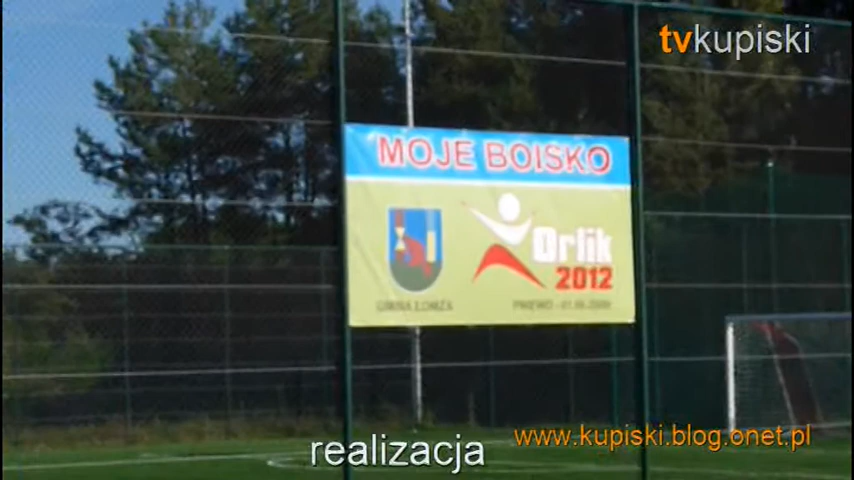 tvkupiski
MOJE BOISKO
Orlik
2012
GMINA ŁOMŻA
realizacja
www.kupiski.blog.onet.pl